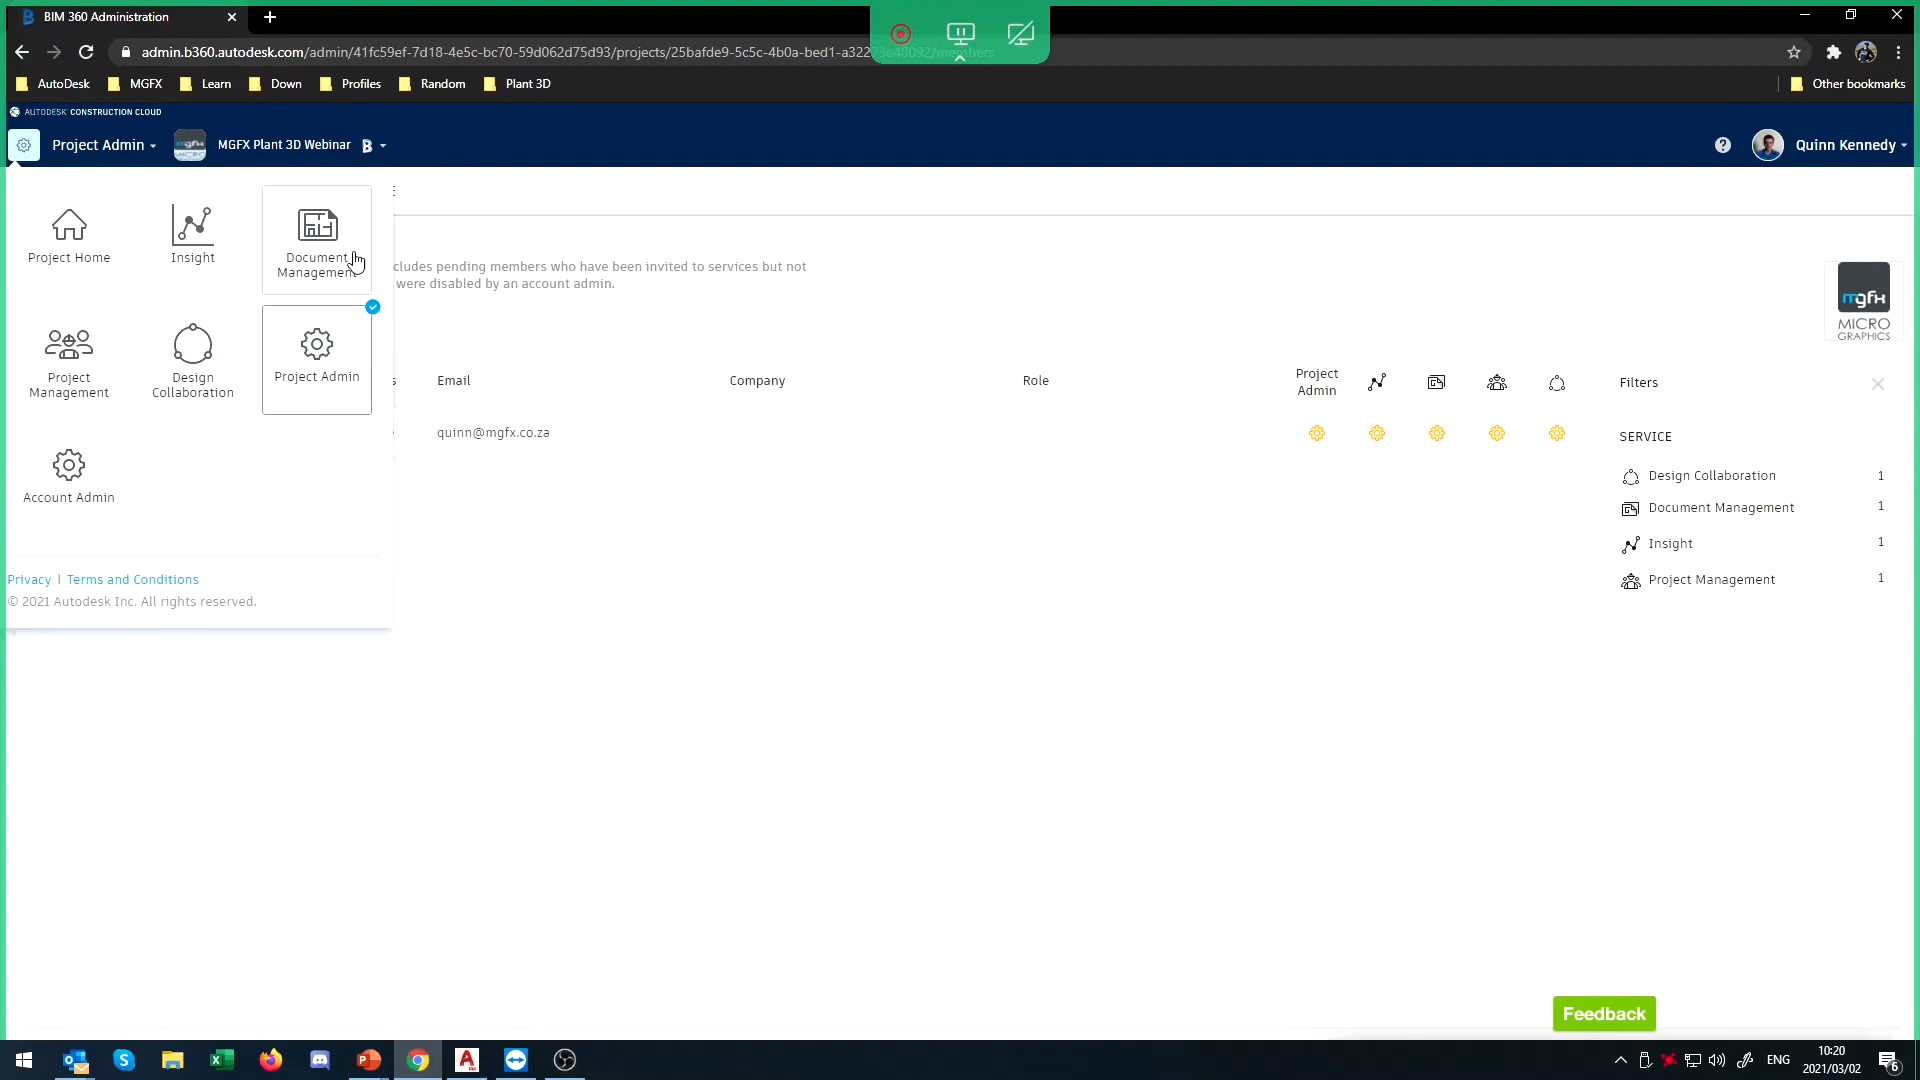 BIM 360 Administration
admin.b360.autodesk.com/admin/41fc59ef-7d18-4e5c-bc70-59d062d75d93/projects/25bafde9-5c5c-4b0a-bed1-a322
AutoDesk
MGFX
Learn
Down
Profiles
Random
Plant 3D
Other bookmarks
AUTODESK CONSTRUCTION CLOUD
Project Admin
mgfx
MGFX Plant 3D Webinar
Quinn Kennedy
Project Home
Insight
Document
Management
Project
Management
Design
Collaboration
Project Admin
Account Admin
Privacy | Terms and Conditions
© 2021 Autodesk Inc. All rights reserved.
cludes pending members who have been invited to services but not
were disabled by an account admin.
mgfx
MICRO
GRAPHICS
Email
Company
Role
Project
Admin
quinn@mgfx.co.za
Filters
SERVICE
Design Collaboration 1
Document Management 1
Insight 1
Project Management 1
Feedback
ENG
10:20
2021/03/02
6